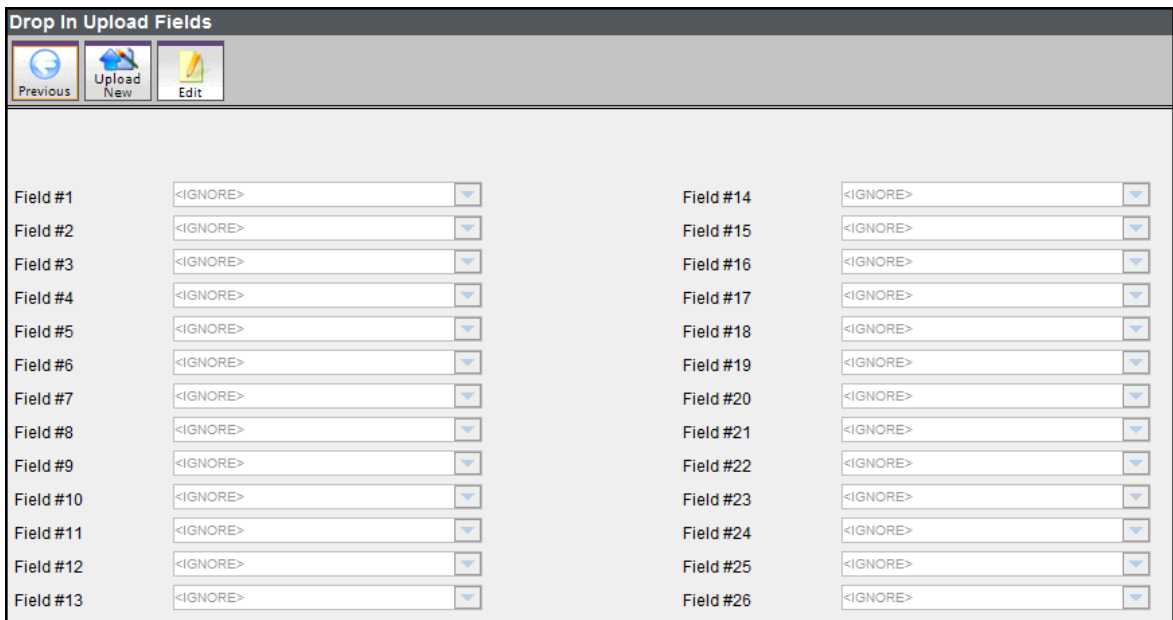 Drop In Upload Fields
Previous
Upload
New
Edit
Field #1 <IGNORE> Field #14 <IGNORE>
Field #2 <IGNORE> Field #15 <IGNORE>
Field #3 <IGNORE> Field #16 <IGNORE>
Field #4 <IGNORE> Field #17 <IGNORE>
Field #5 <IGNORE> Field #18 <IGNORE>
Field #6 <IGNORE> Field #19 <IGNORE>
Field #7 <IGNORE> Field #20 <IGNORE>
Field #8 <IGNORE> Field #21 <IGNORE>
Field #9 <IGNORE> Field #22 <IGNORE>
Field #10 <IGNORE> Field #23 <IGNORE>
Field #11 <IGNORE> Field #24 <IGNORE>
Field #12 <IGNORE> Field #25 <IGNORE>
Field #13 <IGNORE> Field #26 <IGNORE>